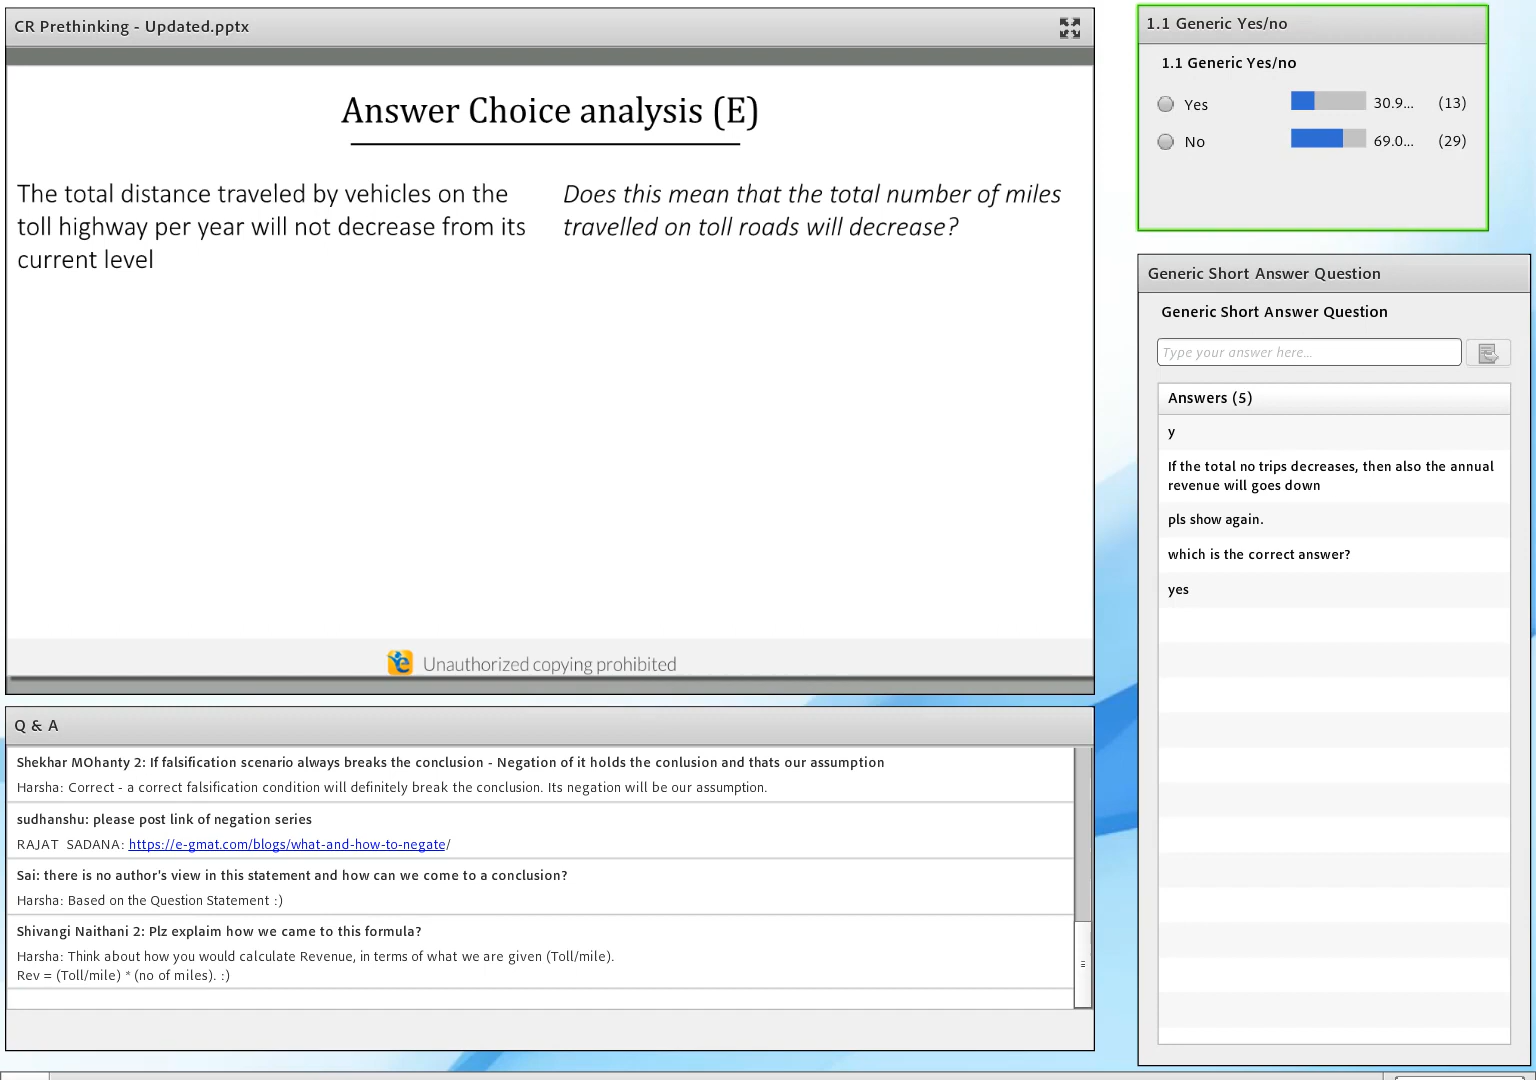 CR Prethinking - Updated.pptx
Answer Choice analysis (E)
The total distance traveled by vehicles on the
toll highway per year will not decrease from its
current level
Does this mean that the total number of miles
travelled on toll roads will decrease?
Unauthorized copying prohibited
Q & A
Shekhar MOhanty 2: If falsification scenario always breaks the conclusion - Negation of it holds the conlusion and thats our assumption
Harsha: Correct - a correct falsification condition will definitely break the conclusion. Its negation will be our assumption.
sudhanshu: please post link of negation series
RAJAT SADANA: https://e-gmat.com/blogs/what-and-how-to-negate/
Sai: there is no author's view in this statement and how can we come to a conclusion?
Harsha: Based on the Question Statement :)
Shivangi Naithani 2: Plz explaim how we came to this formula?
Harsha: Think about how you would calculate Revenue, in terms of what we are given (Toll/mile).
Rev = (Toll/mile) * (no of miles). :)
1.1 Generic Yes/no
1.1 Generic Yes/no
Yes 30.9... (13)
No 69.0... (29)
Generic Short Answer Question
Generic Short Answer Question
Type your answer here...
Answers (5)
y
If the total no trips decreases, then also the annual
revenue will goes down
pls show again.
which is the correct answer?
yes